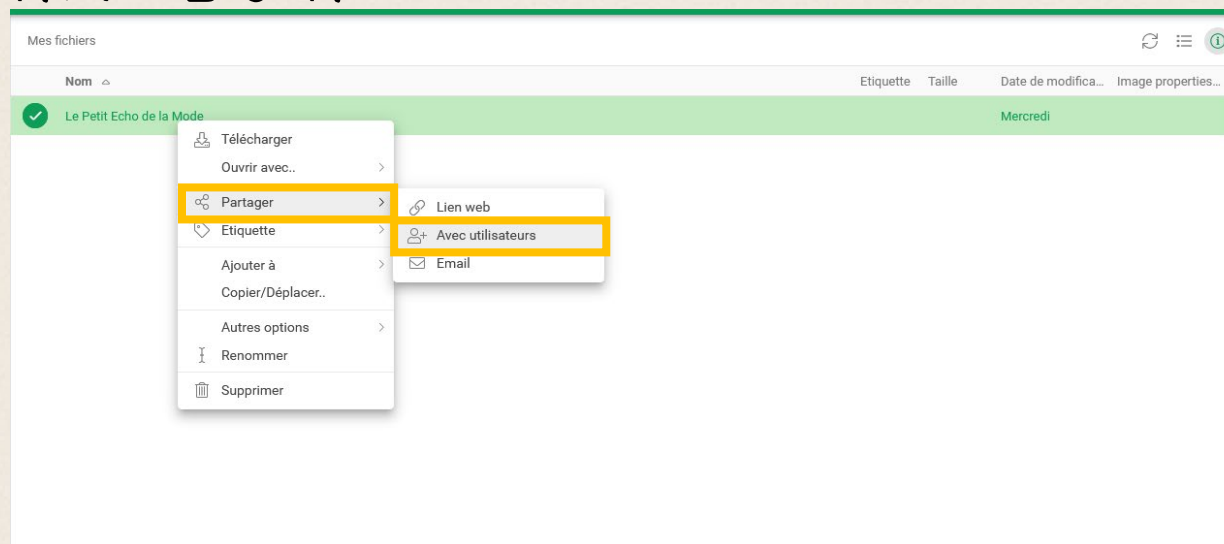 Mes fichiers
Nom Etiquette Taille Date de modifica... Image properties...
Le Petit Echo de la Mode Mercredi
Télécharger
Ouvrir avec..
Partager
Lien web
Etiquette
Avec utilisateurs
Ajouter à
Email
Copier/Déplacer..
Autres options
Renommer
Supprimer